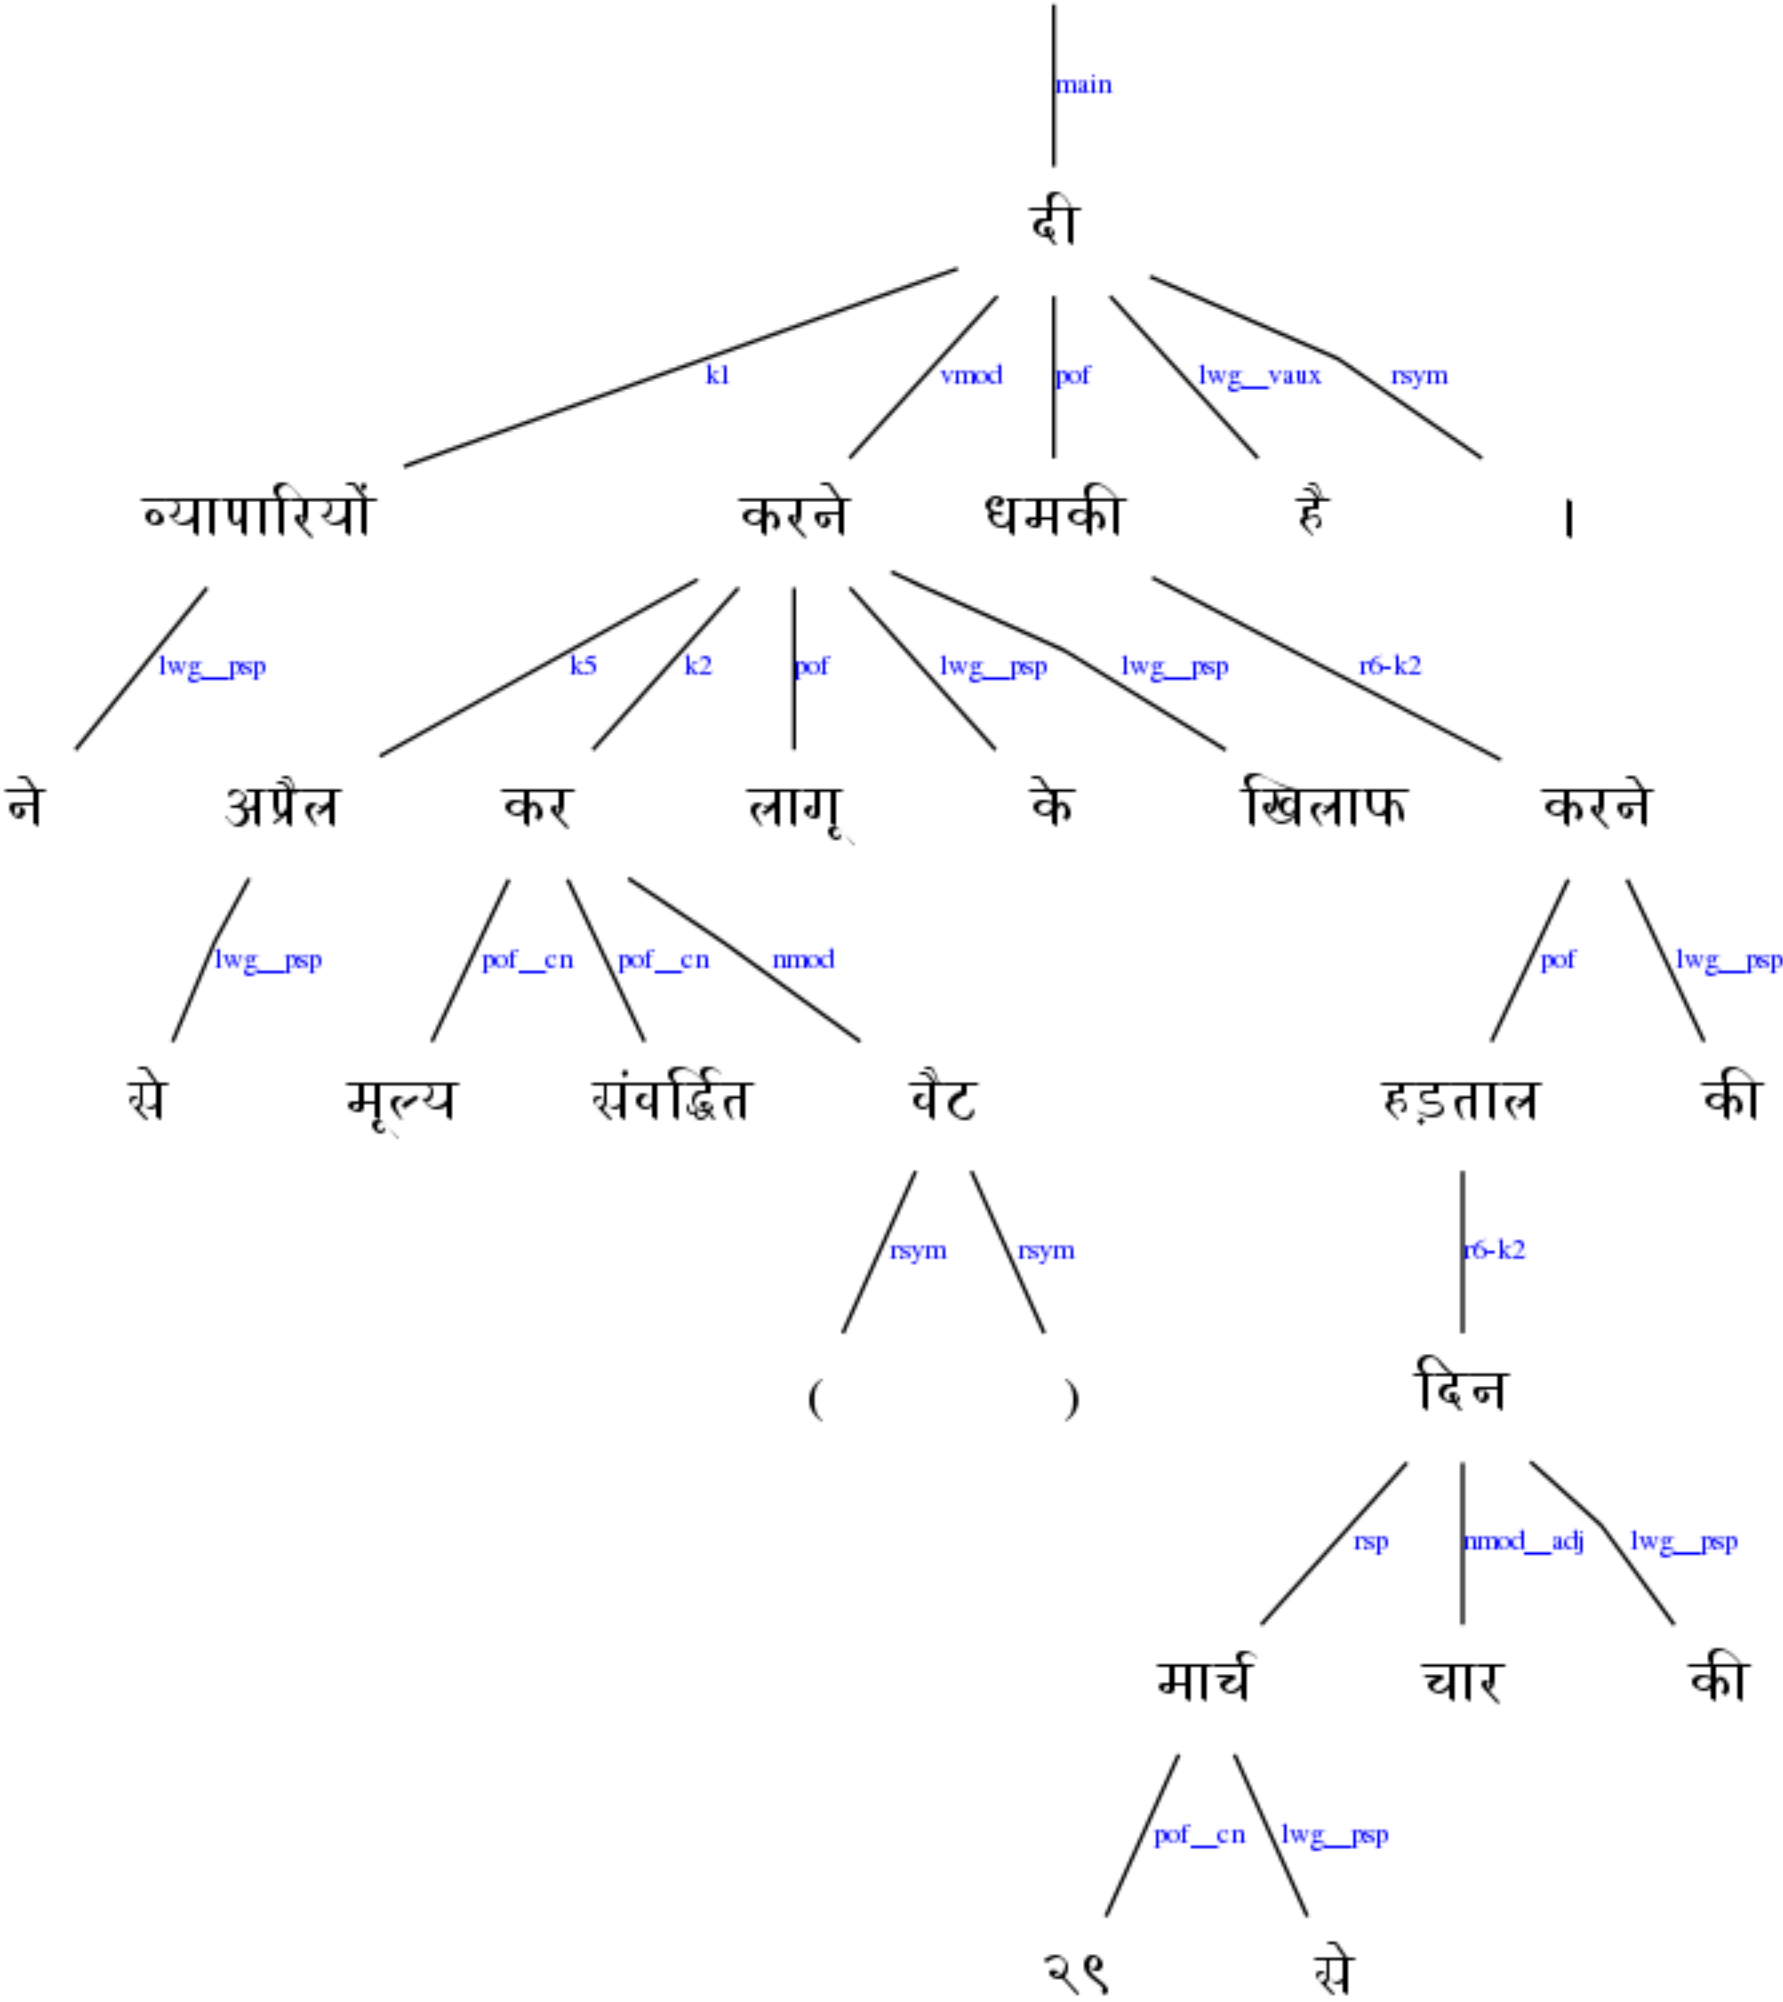 main
दी
k1 vmod pof lwg__vaux rsym
व्यापारियों करने धमकी है ।
lwg__psp k5 k2 pof lwg__psp lwg__psp r6-k2
ने अप्रैल कर लागू के खिलाफ करने
lwg__psp pof__cn pof__cn nmod pof lwg__psp
से मूल्य संवर्द्धित वैट हड़ताल की
rsym rsym r6-k2
( ) दिन
rsp nmod__adj lwg__psp
मार्च चार की
pof__cn lwg__psp
२९ से